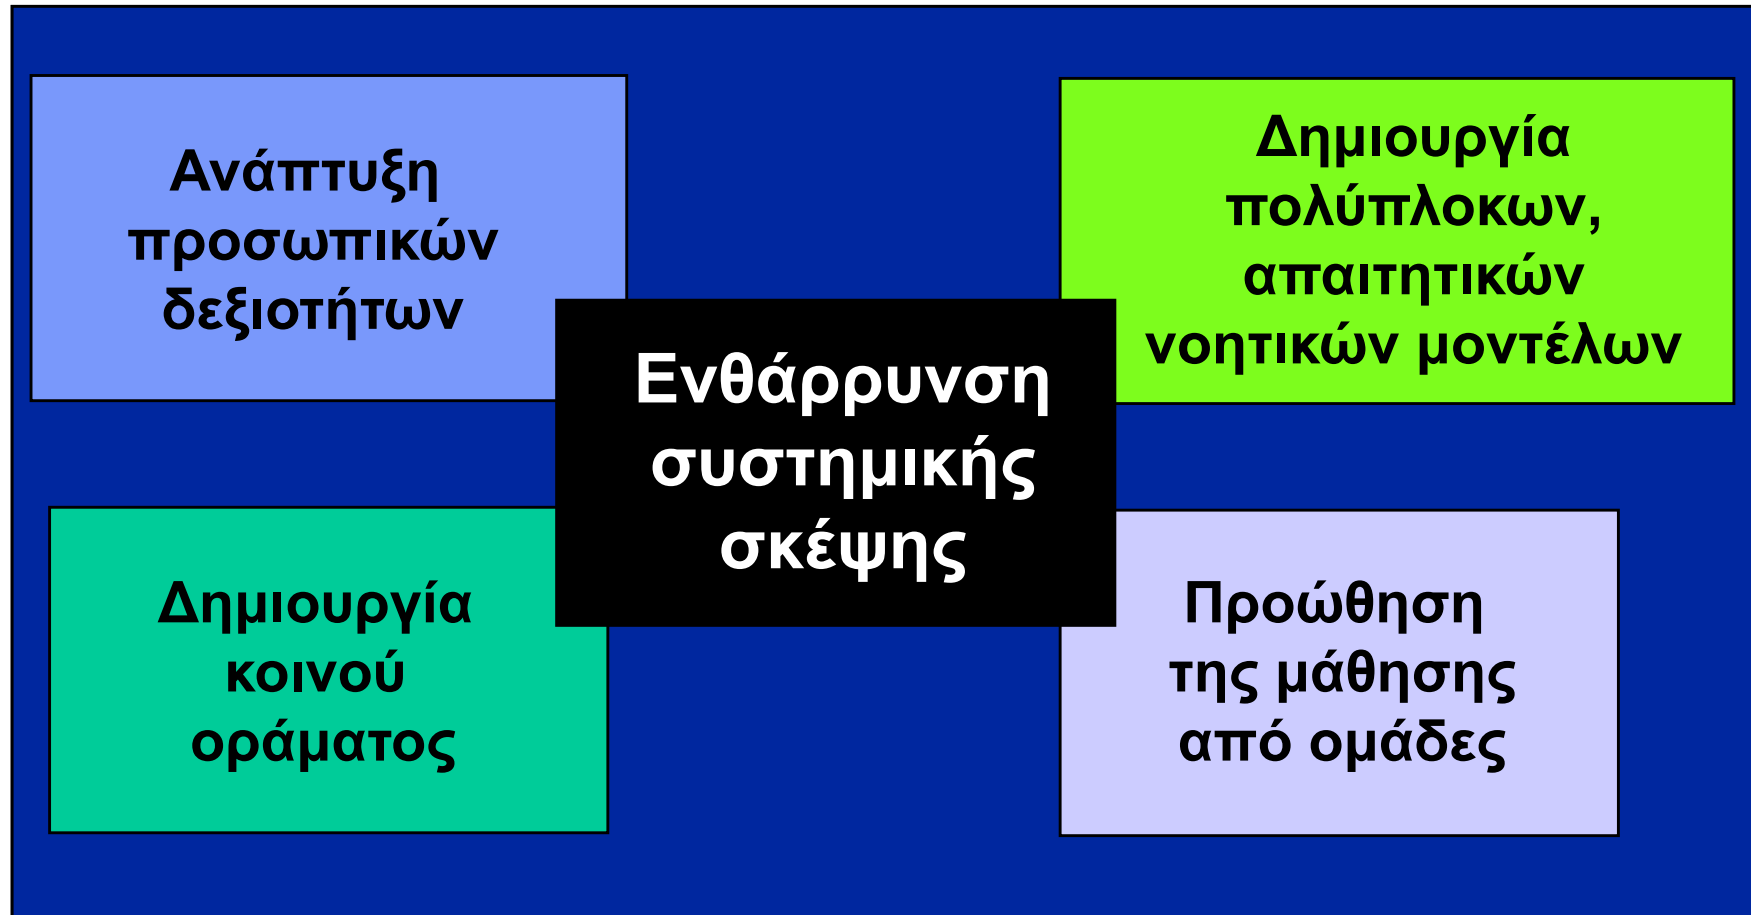 Ανάπτυξη
προσωπικών
δεξιοτήτων
Δημιουργία
πολύπλοκων,
απαιτητικών
νοητικών μοντέλων
Ενθάρρυνση
συστημικής
σκέψης
Δημιουργία
κοινού
οράματος
Προώθηση
της μάθησης
από ομάδες